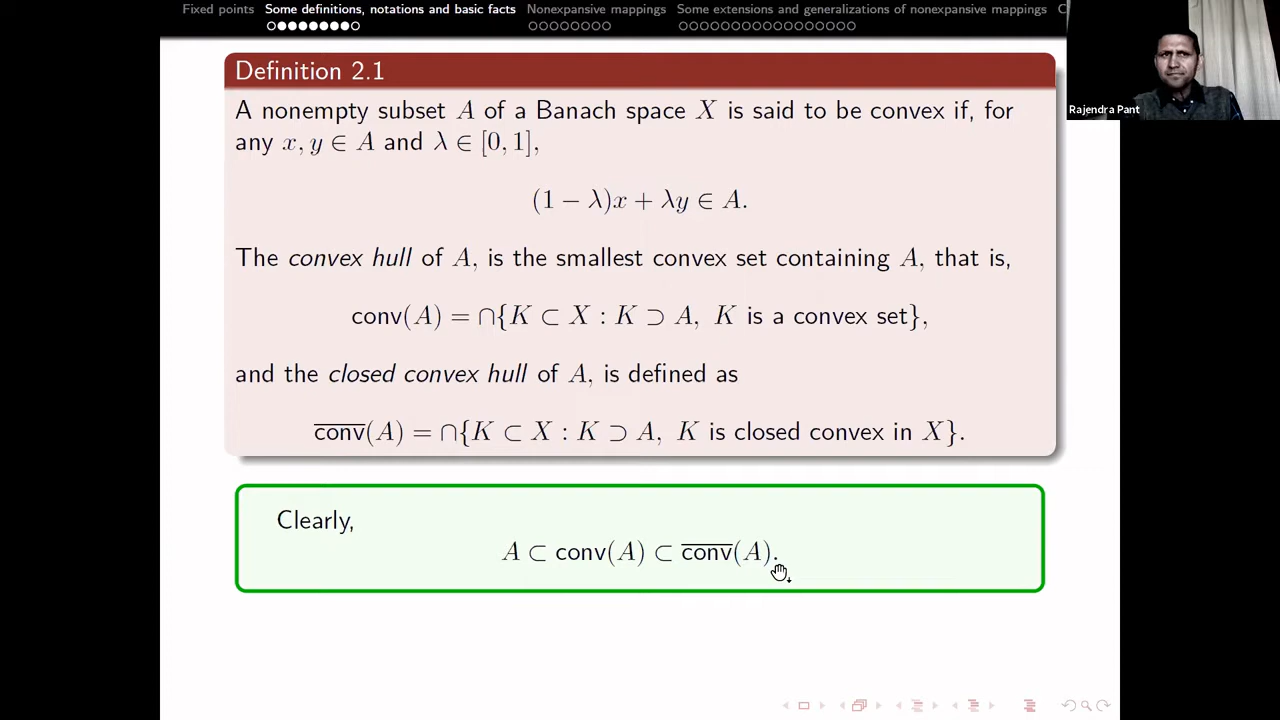 Fixed points Some definitions, notations and basic facts Nonexpansive mappings Some extensions and generalizations of nonexpansive mappings C
Rajendra Pant
Definition 2.1
A nonempty subset A of a Banach space X is said to be convex if, for
any x, y ∈ A and λ ∈ [0, 1],
(1 − λ)x + λy ∈ A.
The convex hull of A, is the smallest convex set containing A, that is,
conv(A) = ∩{K ⊂ X : K ⊃ A, K is a convex set},
and the closed convex hull of A, is defined as
c̅o̅n̅v̅(A) = ∩{K ⊂ X : K ⊃ A, K is closed convex in X}.
Clearly,
A ⊂ conv(A) ⊂ c̅o̅n̅v̅(A).